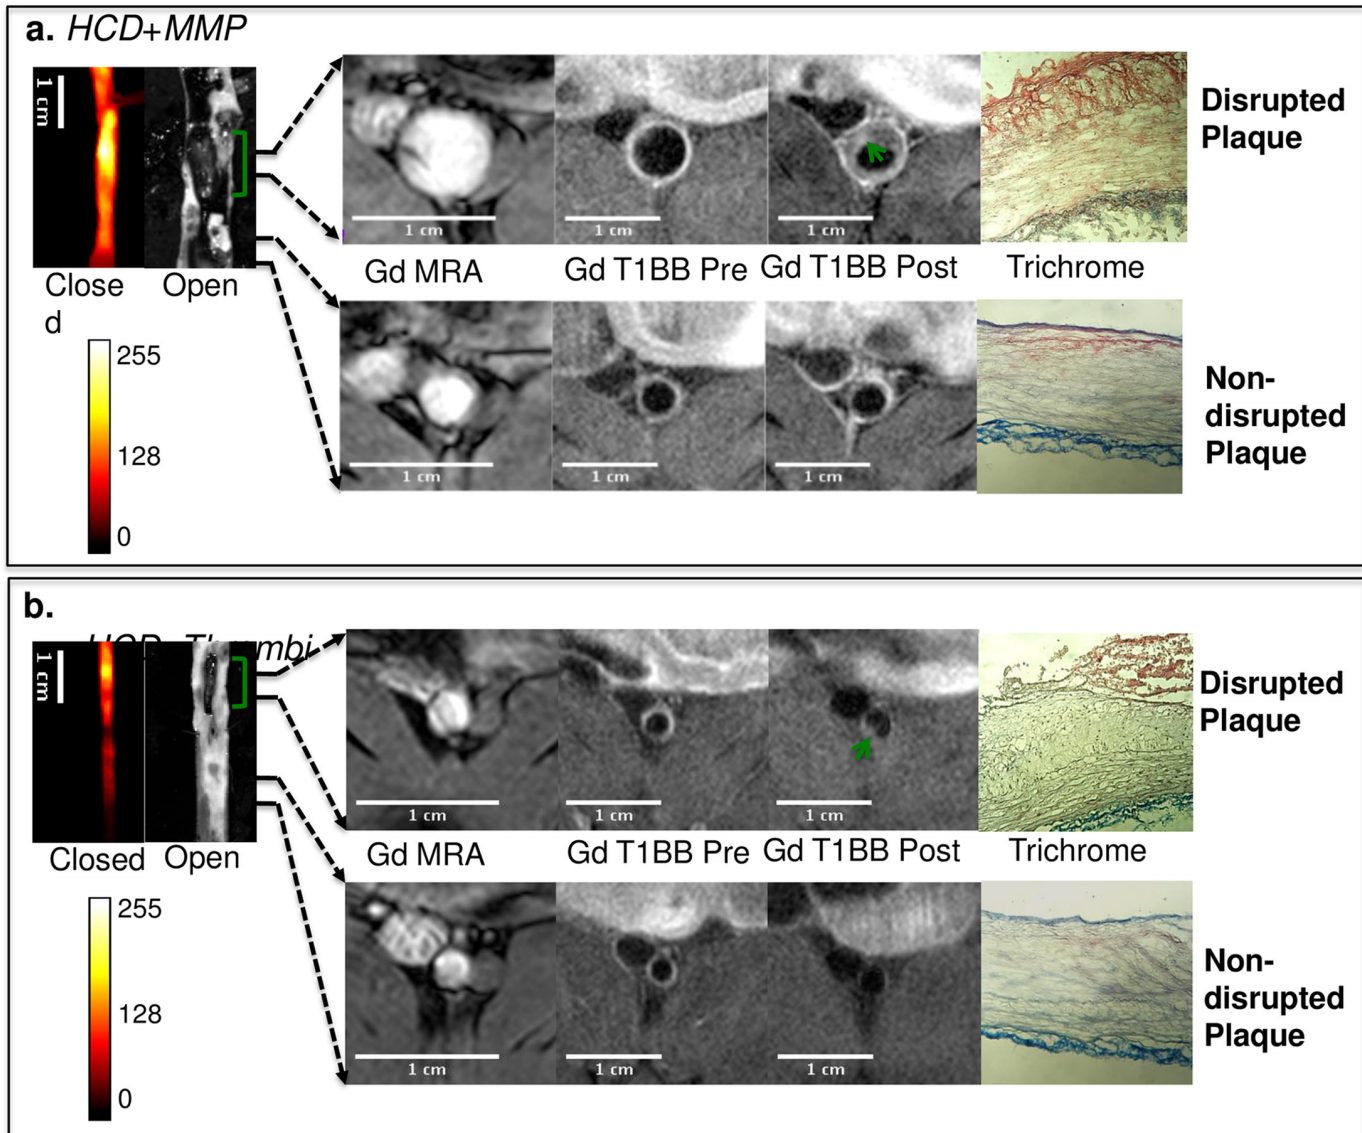 a. HCD+MMP
1 cm
1 cm
1 cm
1 cm
Disrupted
Plaque
Close
d
Open
Gd MRA
Gd T1BB Pre
Gd T1BB Post
Trichrome
255
128
0
1 cm
1 cm
1 cm
Non-
disrupted
Plaque
b.
1 cm
1 cm
1 cm
1 cm
Disrupted
Plaque
Closed
Open
Gd MRA
Gd T1BB Pre
Gd T1BB Post
Trichrome
255
128
0
1 cm
1 cm
1 cm
Non-
disrupted
Plaque